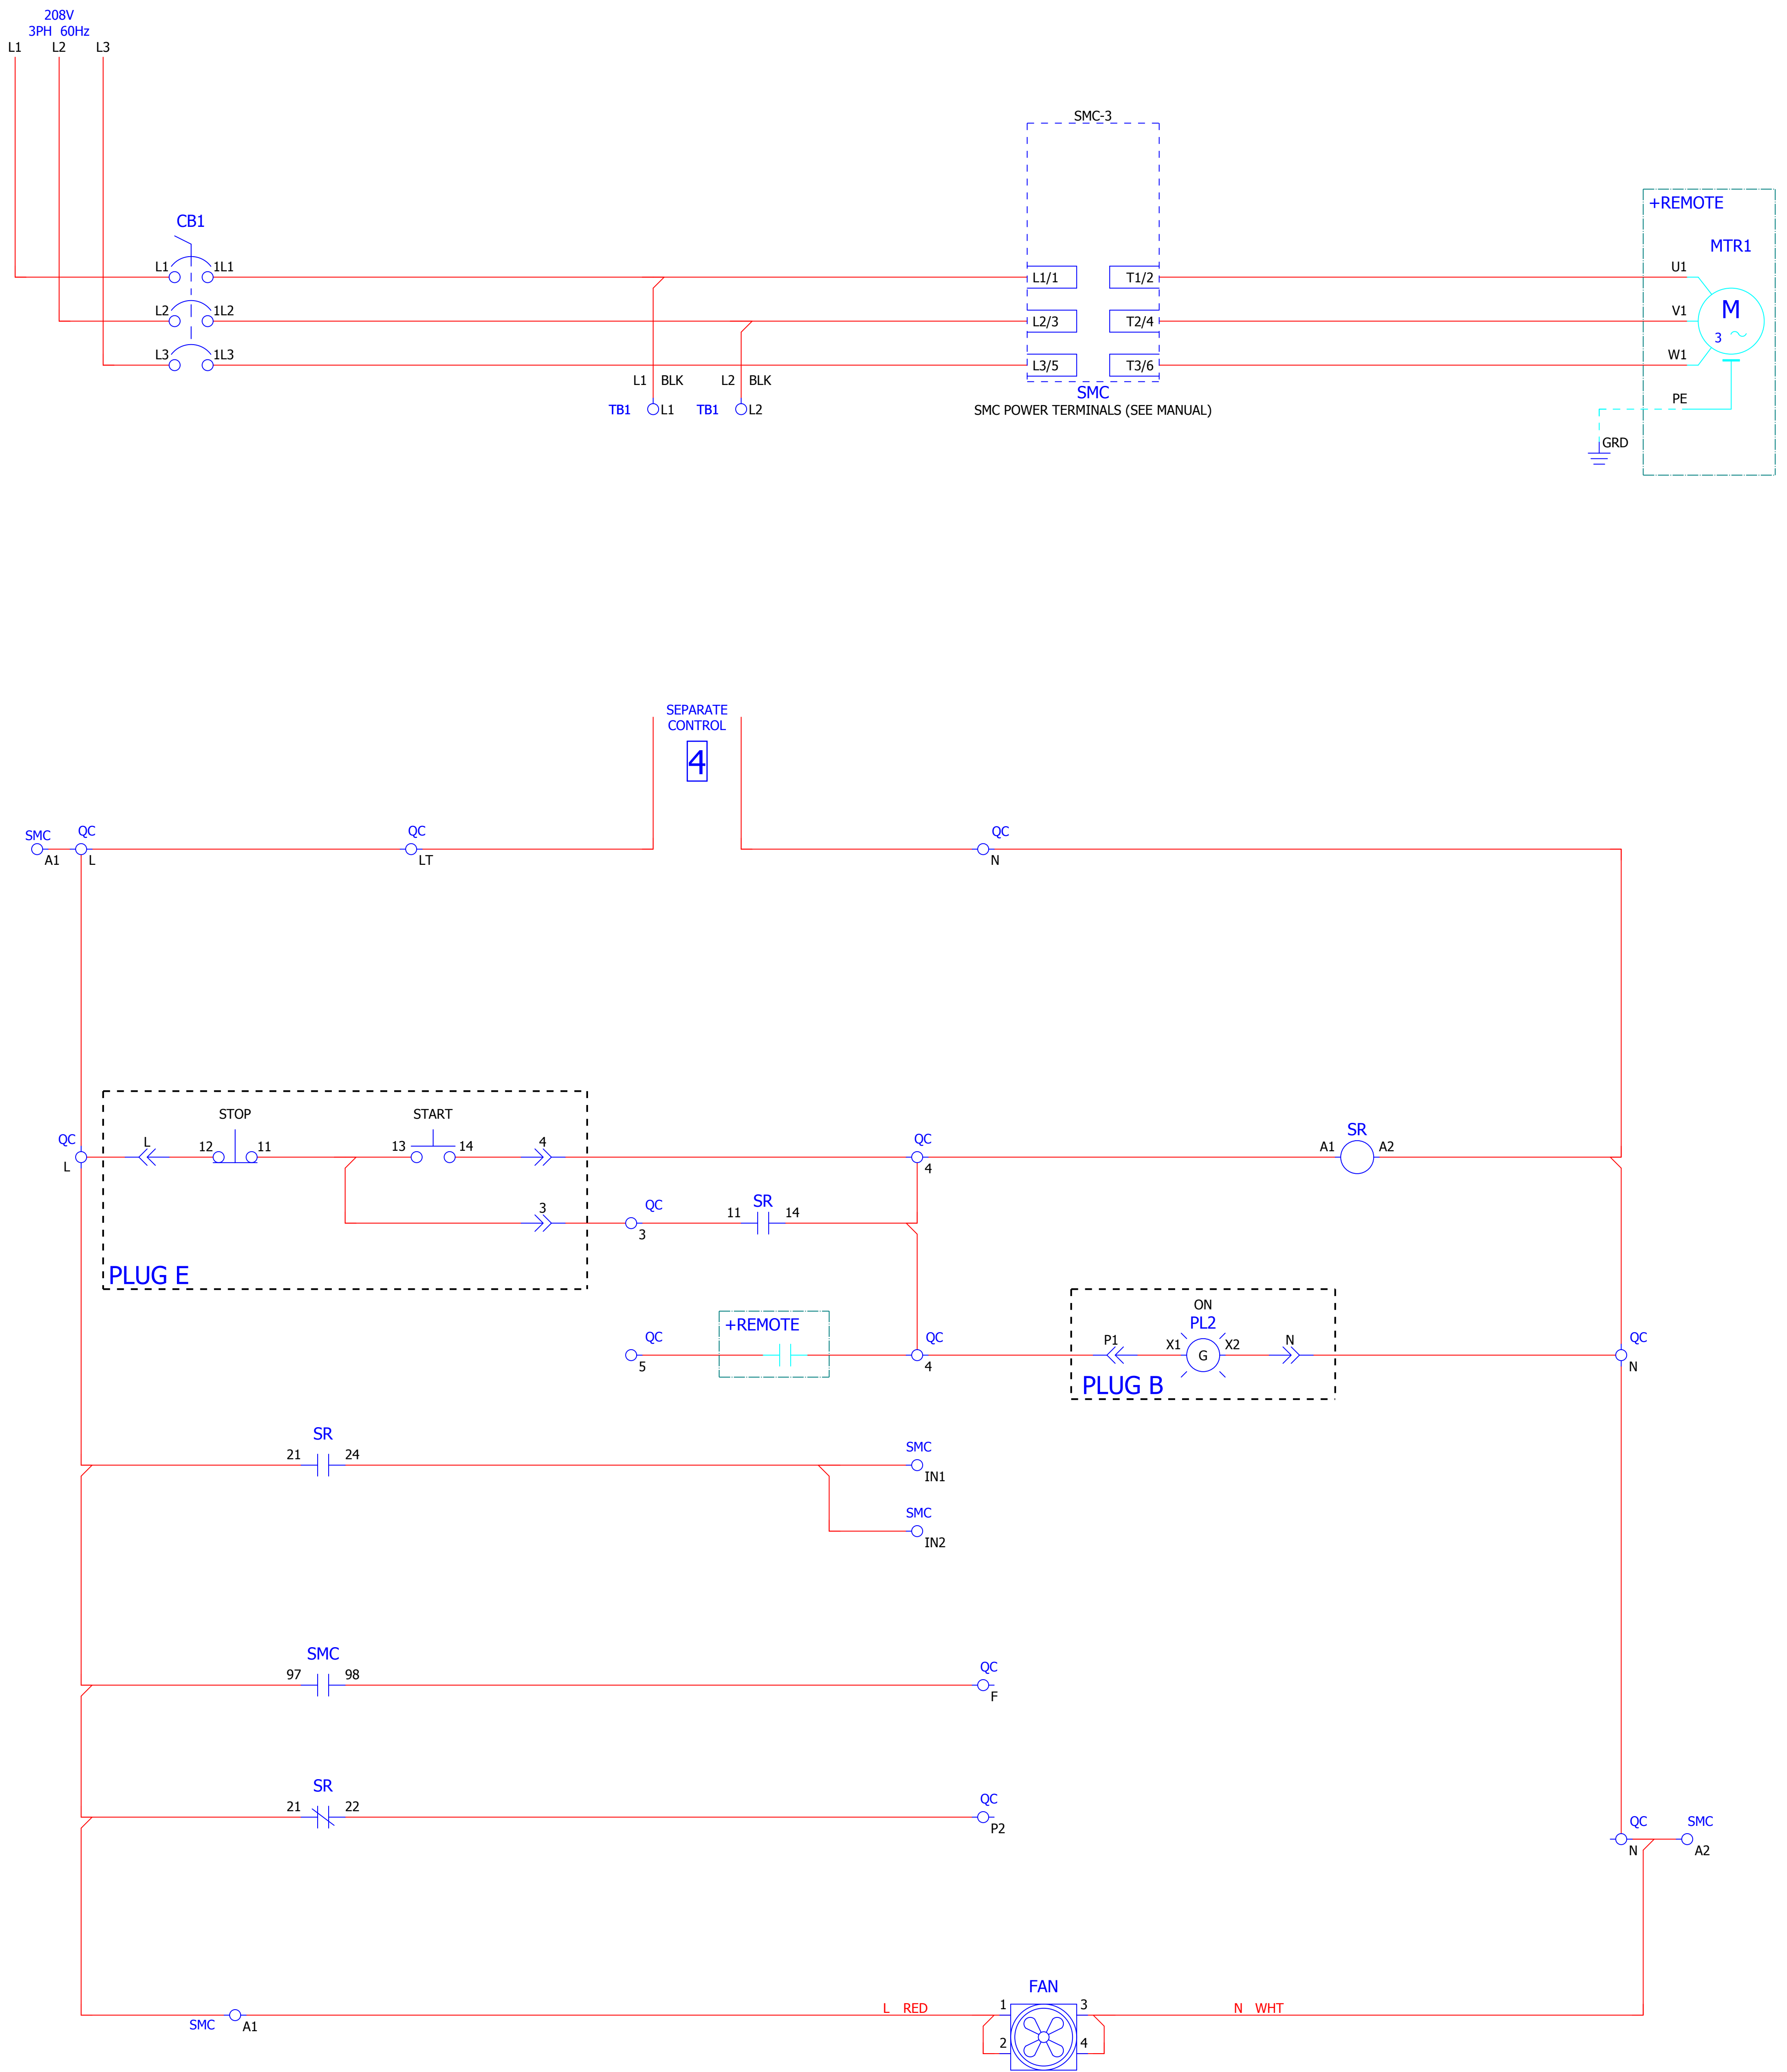 208V
3PH 60Hz
L1 L2 L3
SMC-3
+REMOTE
CB1
MTR1
L1 1L1 L1/1 T1/2 U1
L2 1L2 L2/3 T2/4 V1
M
3
L3 1L3 L3/5 T3/6 W1
L1 BLK L2 BLK
SMC
PE
TB1 L1 TB1 L2
SMC POWER TERMINALS (SEE MANUAL)
GRD
SEPARATE
CONTROL
4
SMC QC QC QC
A1 L LT N
STOP START
QC L 12 11 13 14 4 QC A1 SR A2
L 4
3 QC 11 SR 14
3
PLUG E
ON
+REMOTE PL2
QC QC P1 X1 G X2 N QC
5 4 N
PLUG B
SR
21 24 SMC
IN1
SMC
IN2
SMC
97 98 QC
F
SR
21 22 QC
P2
QC SMC
N A2
FAN
L RED 1 3 N WHT
SMC A1
2 4